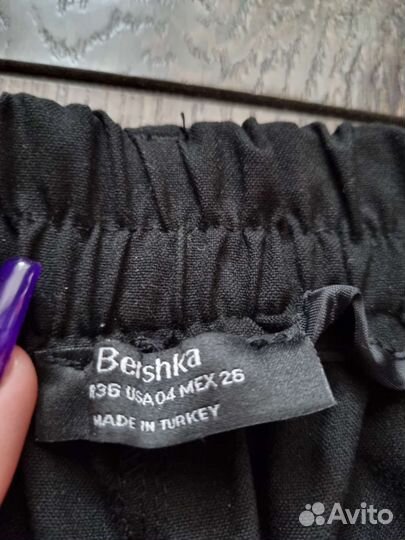 Bershka
36 USA 04 MEX 26
MADE IN TURKEY
Avito